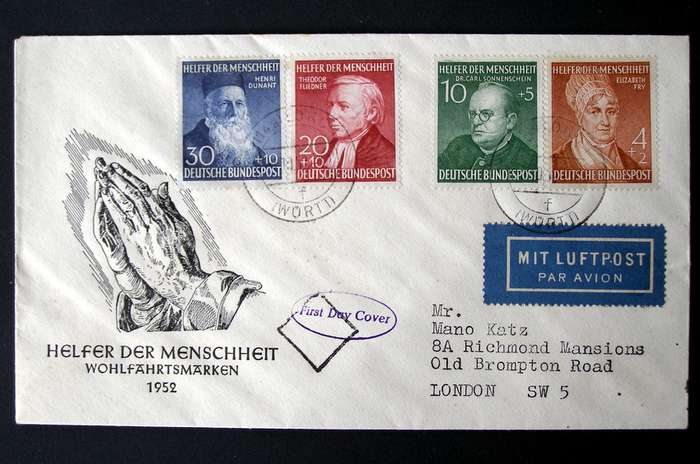 HELFER DER MENSCHHEIT
HENRI
DUNANT
30+10
DEUTSCHE BUNDESPOST
HELFER DER MENSCHHEIT
THEODOR
FLIEDNER
20
+10
DEUTSCHE BUNDESPOST
HELFER DER MENSCHHEIT
DR·CARL SONNENSCHEIN
10 +5
DEUTSCHE BUNDESPOST
HELFER DER MENSCHHEIT
ELIZABETH
FRY
4
+2
DEUTSCHE BUNDESPOST
f
(WÜRTT)
f
(WÜRTT)
MIT LUFTPOST
PAR AVION
First Day Cover
Mr.
Mano Katz
8A Richmond Mansions
Old Brompton Road
LONDON SW 5
HELFER DER MENSCHHEIT
WOHLFAHRTSMARKEN
1952